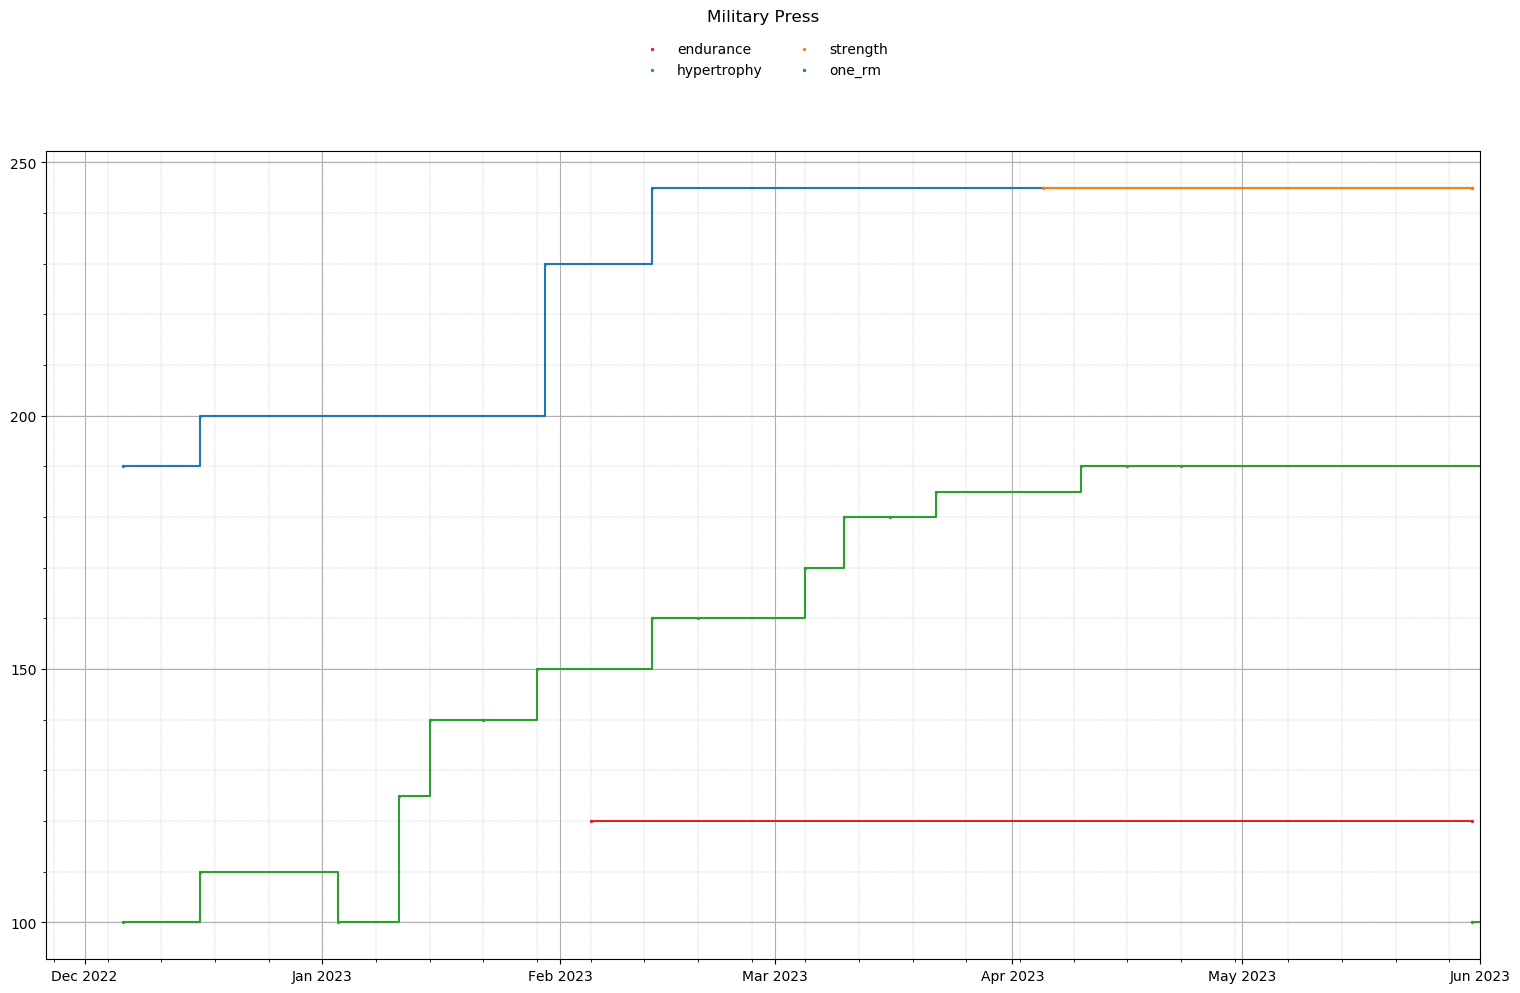 Military Press
endurance strength
hypertrophy one_rm
250
200
150
100
Dec 2022 Jan 2023 Feb 2023 Mar 2023 Apr 2023 May 2023 Jun 2023